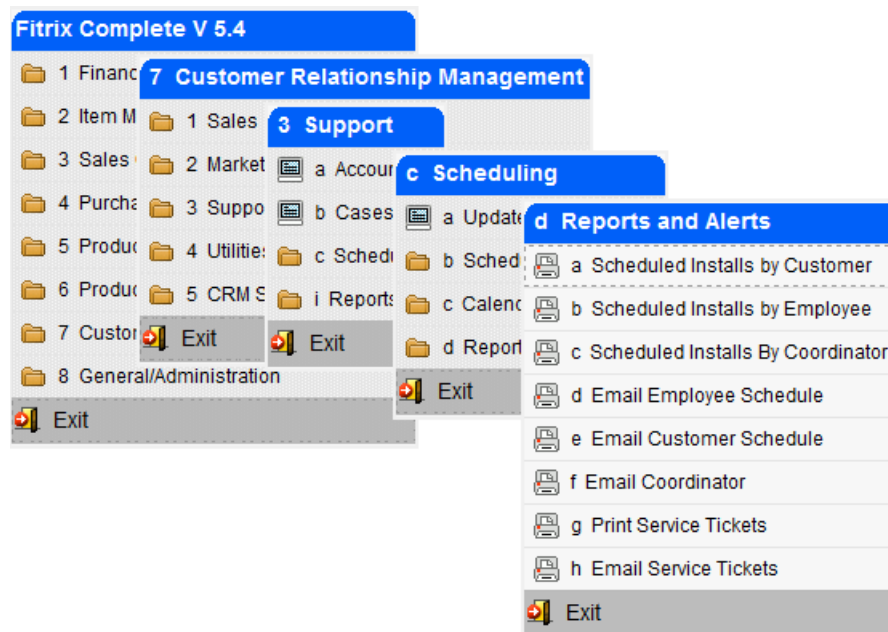 Fitrix Complete V 5.4
1 Financ
2 Item M
3 Sales
4 Purcha
5 Produc
6 Produc
7 Custor
8 General/Administration
Exit
7 Customer Relationship Management
1 Sales
2 Market
3 Suppo
4 Utilities
5 CRM S
Exit
3 Support
a Accour
b Cases
c Schedu
i Reports
Exit
c Scheduling
a Update
b Sched
c Calenc
d Report
Exit
d Reports and Alerts
a Scheduled Installs by Customer
b Scheduled Installs by Employee
c Scheduled Installs By Coordinator
d Email Employee Schedule
e Email Customer Schedule
f Email Coordinator
g Print Service Tickets
h Email Service Tickets
Exit